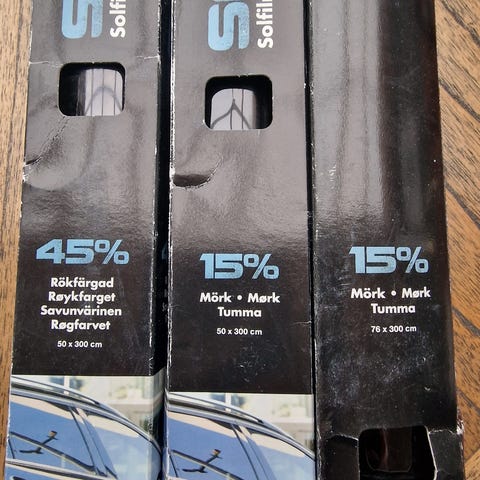 Solfil
45%
Rökfärgad
Røykfarget
Savunvärinen
Røgfarvet
50 x 300 cm
Solfil
15%
Mörk • Mørk
Tumma
50 x 300 cm
15%
Mörk • Mørk
Tumma
76 x 300 cm